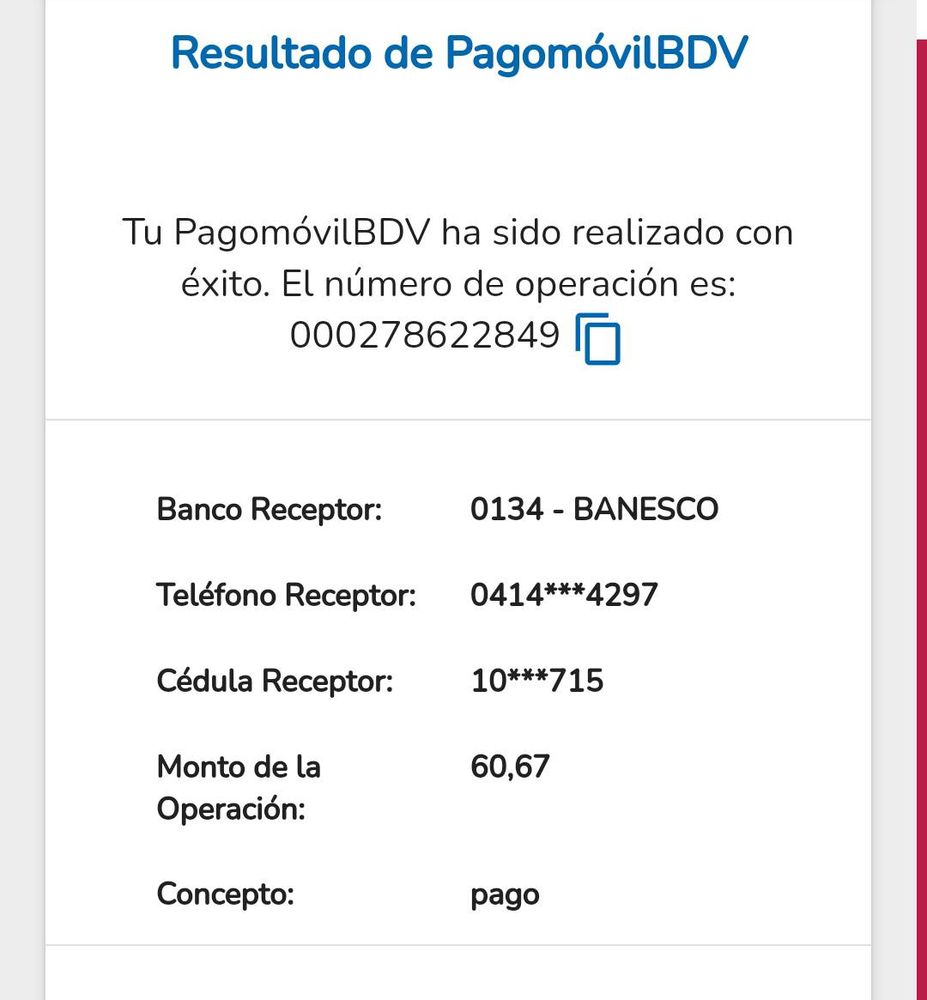 Resultado de PagomóvilBDV
Tu PagomóvilBDV ha sido realizado con
éxito. El número de operación es:
000278622849
Banco Receptor: 0134 - BANESCO
Teléfono Receptor: 0414***4297
Cédula Receptor: 10***715
Monto de la 60,67
Operación:
Concepto: pago